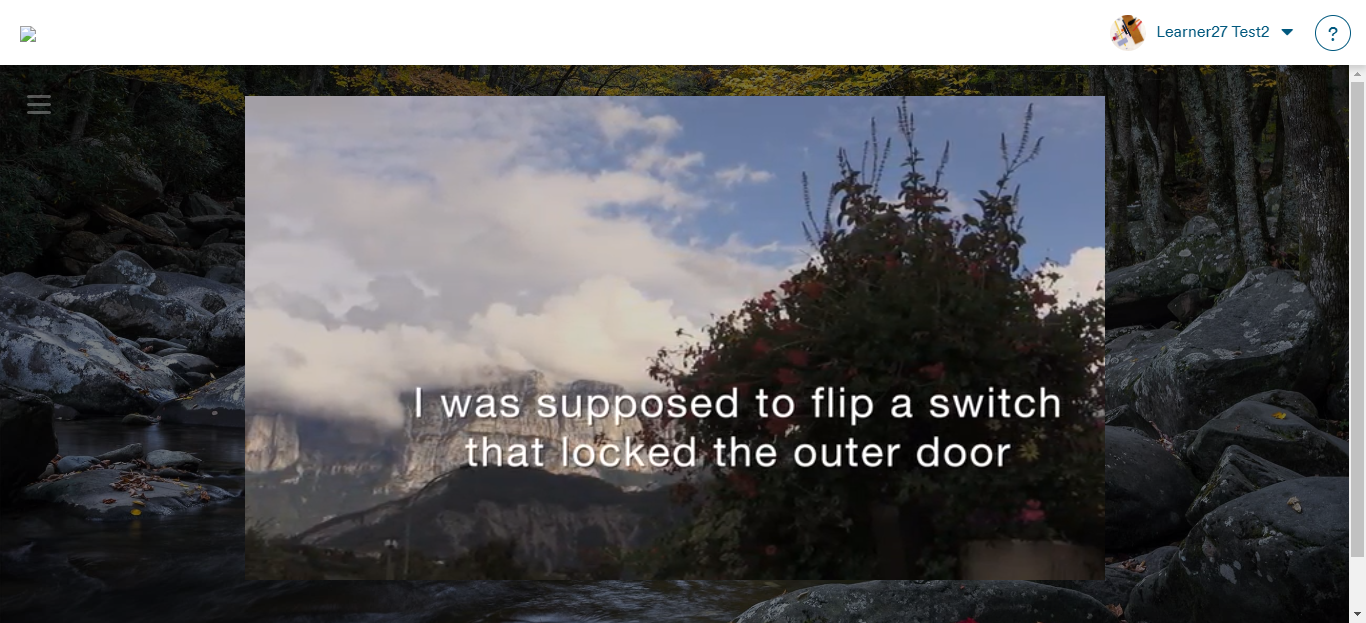 Learner27 Test2
?
I was supposed to flip a switch
that locked the outer door